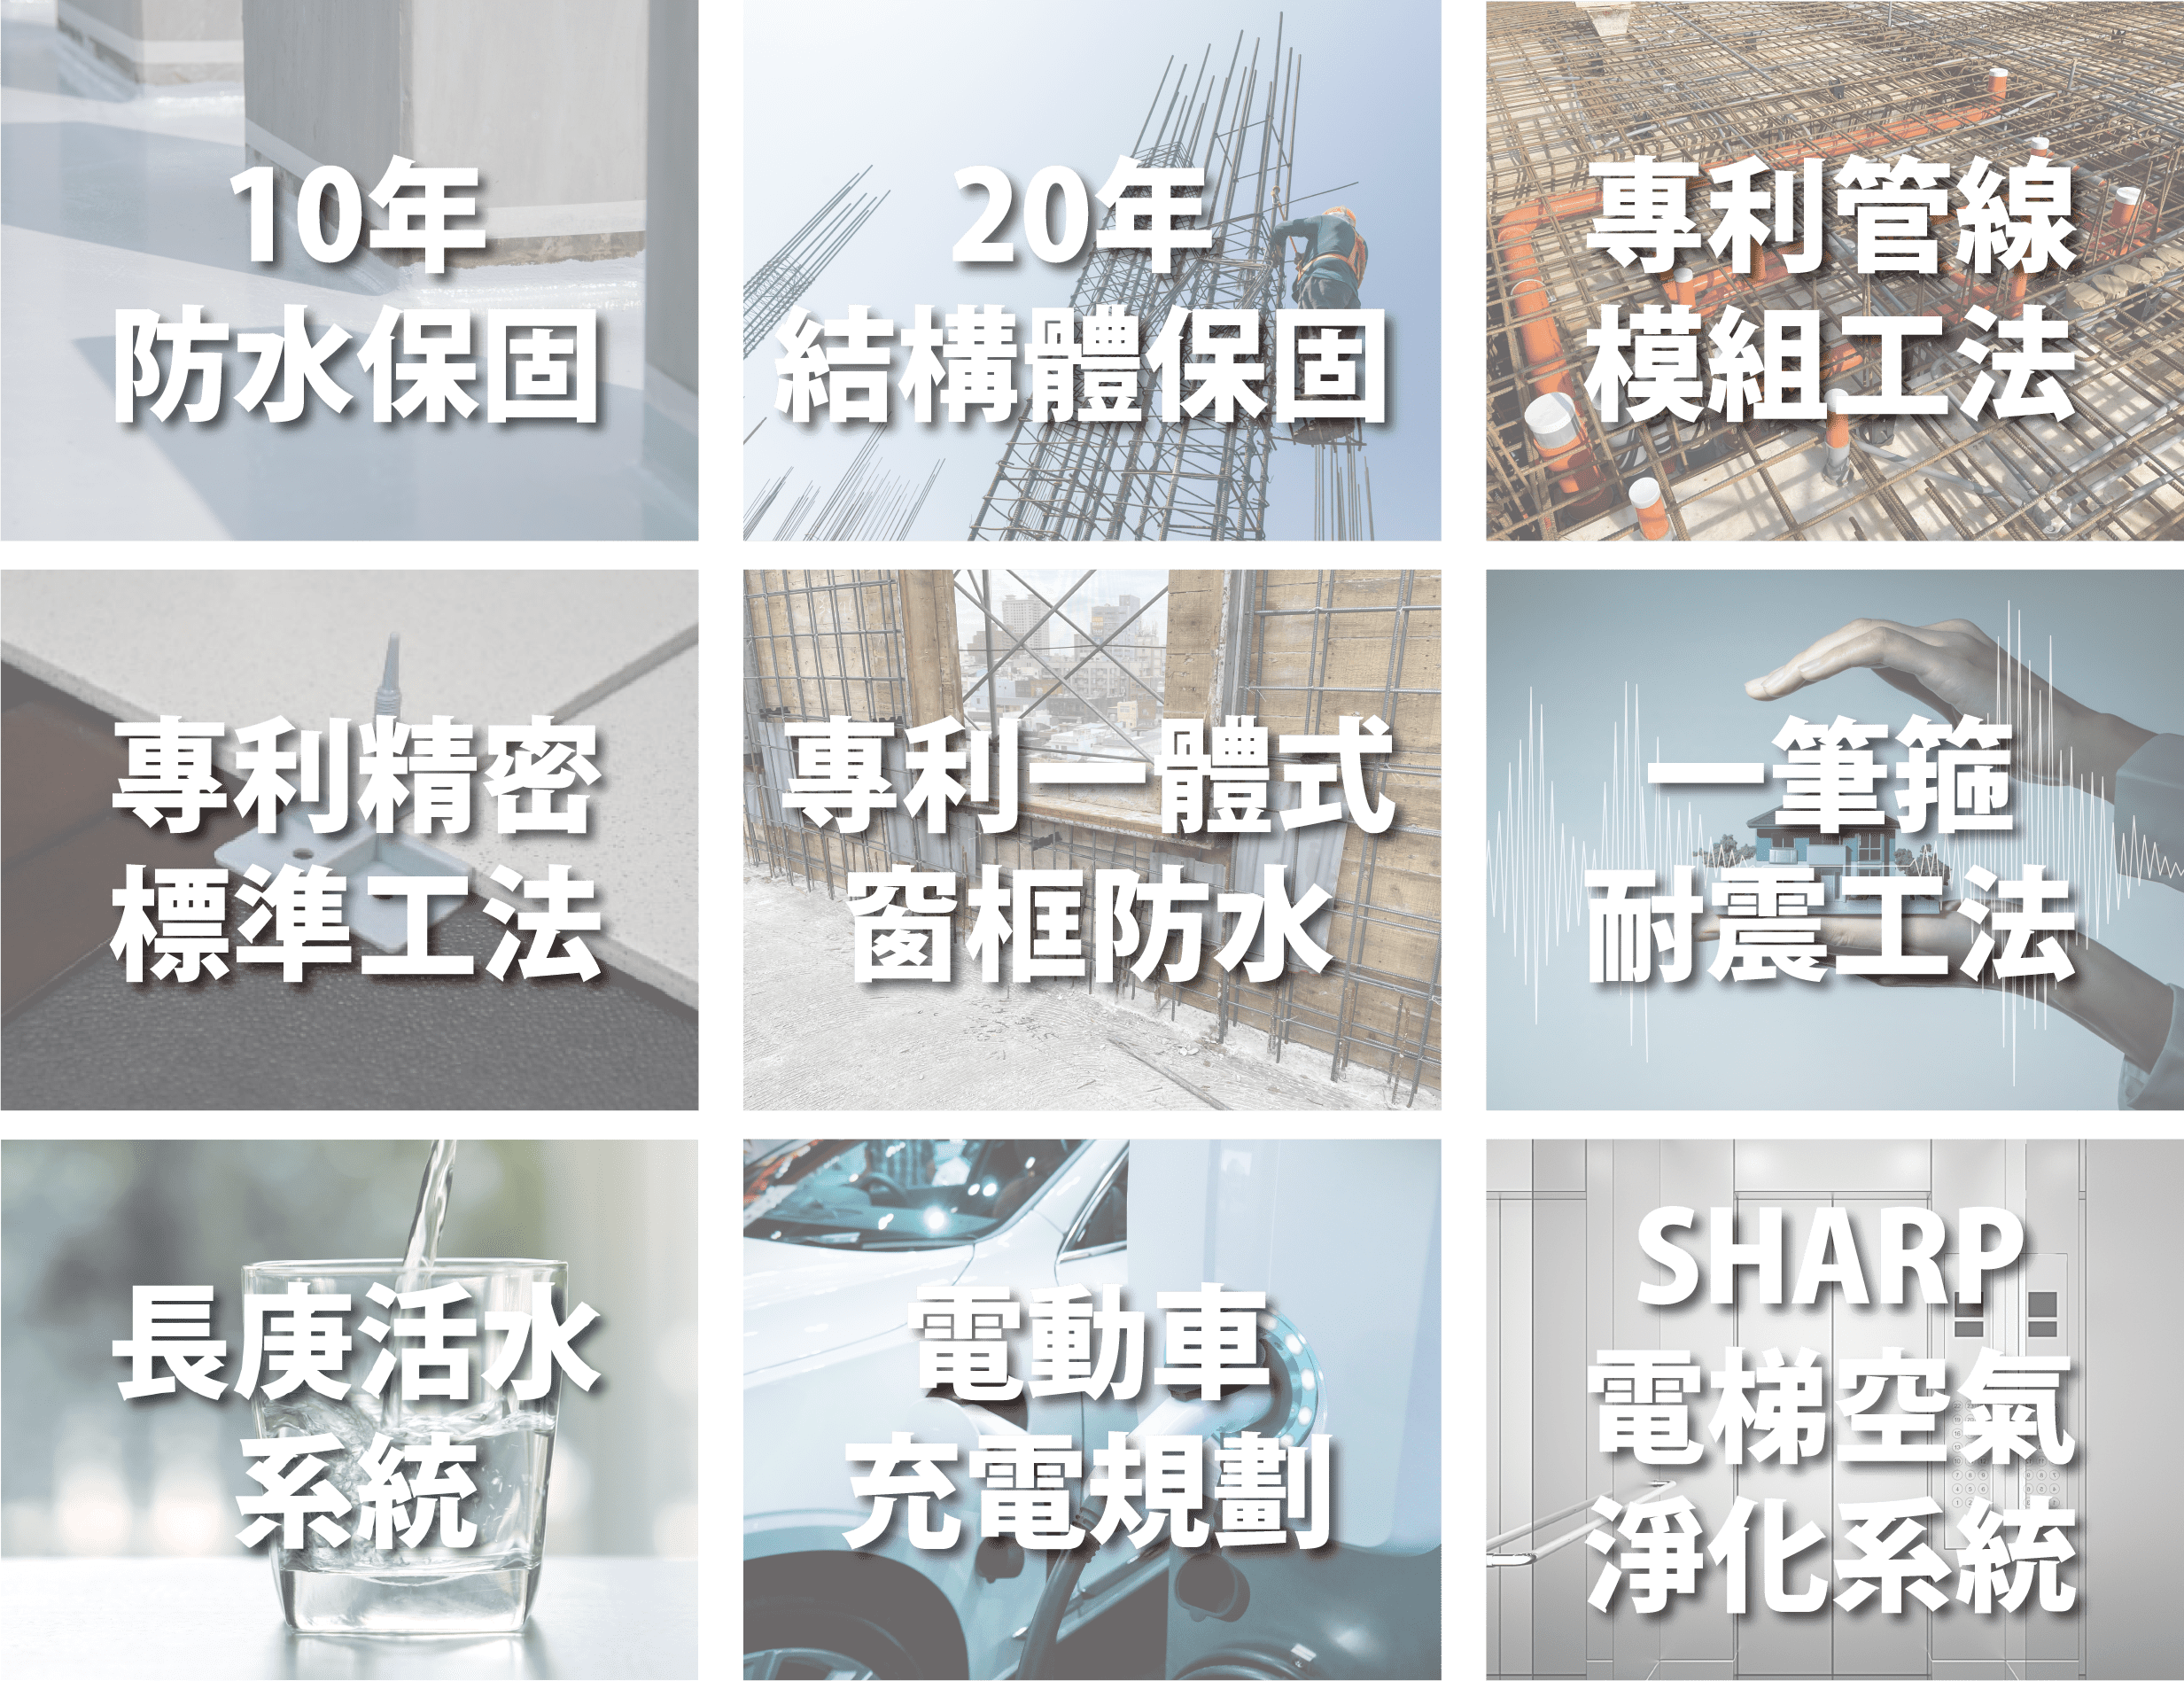 10年
防水保固
20年
結構體保固
專利管線
模組工法
專利精密
標準工法
專利一體式
窗框防水
一筆箍
耐震工法
長庚活水
系統
電動車
充電規劃
SHARP
電梯空氣
淨化系統